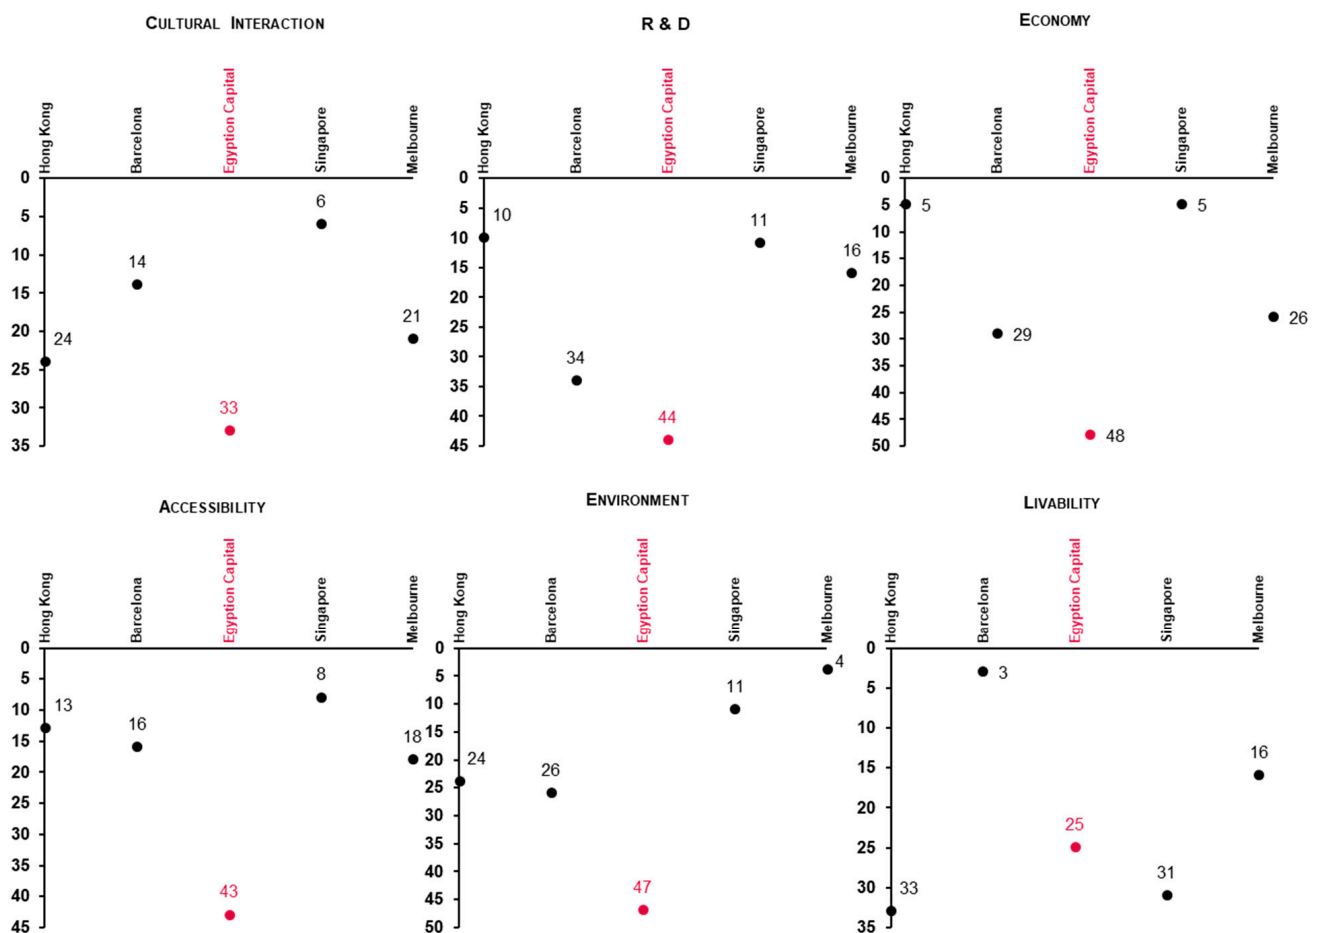 CULTURAL INTERACTION
Hong Kong
Barcelona
Egyption Capital
Singapore
Melbourne
0
5
10
15
20
25
30
35
24
14
33
6
21
R & D
Hong Kong
Barcelona
Egyption Capital
Singapore
Melbourne
0
5
10
15
20
25
30
35
40
45
10
34
44
11
16
ECONOMY
Hong Kong
Barcelona
Egyption Capital
Singapore
Melbourne
0
5
10
15
20
25
30
35
40
45
50
5
29
48
5
26
ACCESSIBILITY
Hong Kong
Barcelona
Egyption Capital
Singapore
Melbourne
0
5
10
15
20
25
30
35
40
45
13
16
43
8
18
ENVIRONMENT
Hong Kong
Barcelona
Egyption Capital
Singapore
Melbourne
0
5
10
15
20
25
30
35
40
45
50
24
26
47
11
4
LIVABILITY
Hong Kong
Barcelona
Egyption Capital
Singapore
Melbourne
0
5
10
15
20
25
30
35
33
3
25
31
16